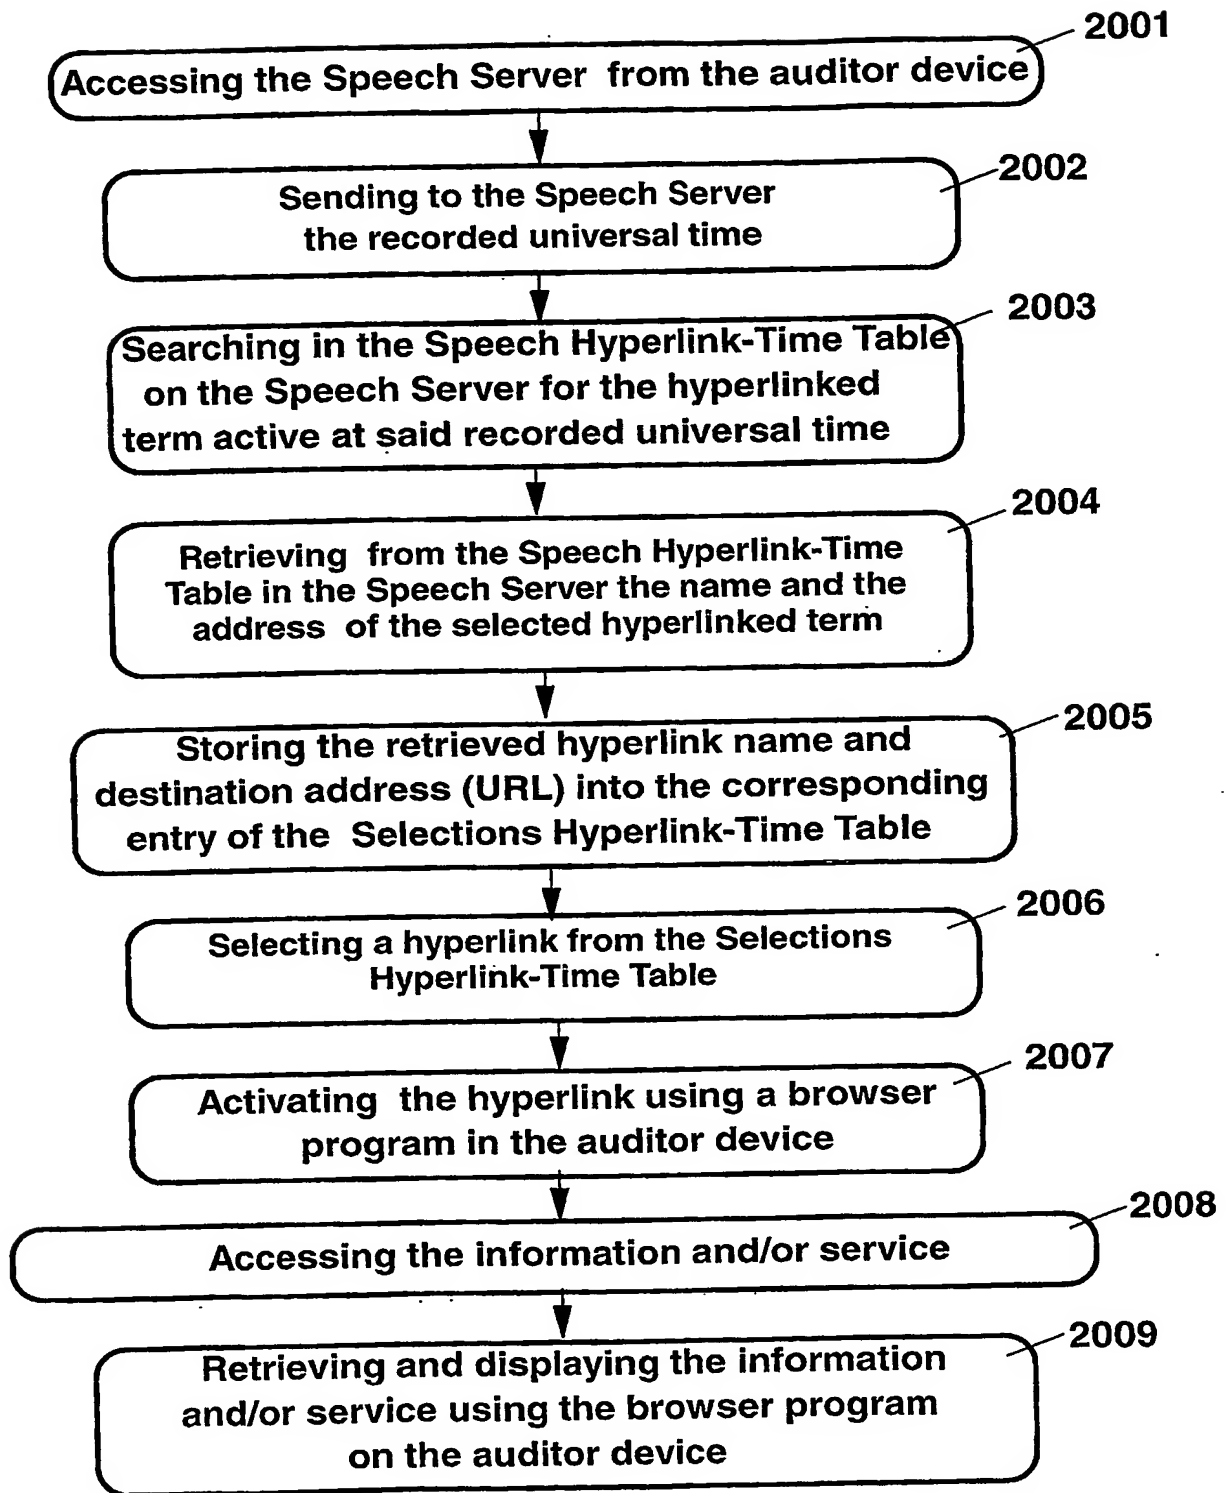 2001
Accessing the Speech Server from the auditor device
2002
Sending to the Speech Server
the recorded universal time
2003
Searching in the Speech Hyperlink-Time Table
on the Speech Server for the hyperlinked
term active at said recorded universal time
2004
Retrieving from the Speech Hyperlink-Time
Table in the Speech Server the name and the
address of the selected hyperlinked term
2005
Storing the retrieved hyperlink name and
destination address (URL) into the corresponding
entry of the Selections Hyperlink-Time Table
2006
Selecting a hyperlink from the Selections
Hyperlink-Time Table
2007
Activating the hyperlink using a browser
program in the auditor device
2008
Accessing the information and/or service
2009
Retrieving and displaying the information
and/or service using the browser program
on the auditor device